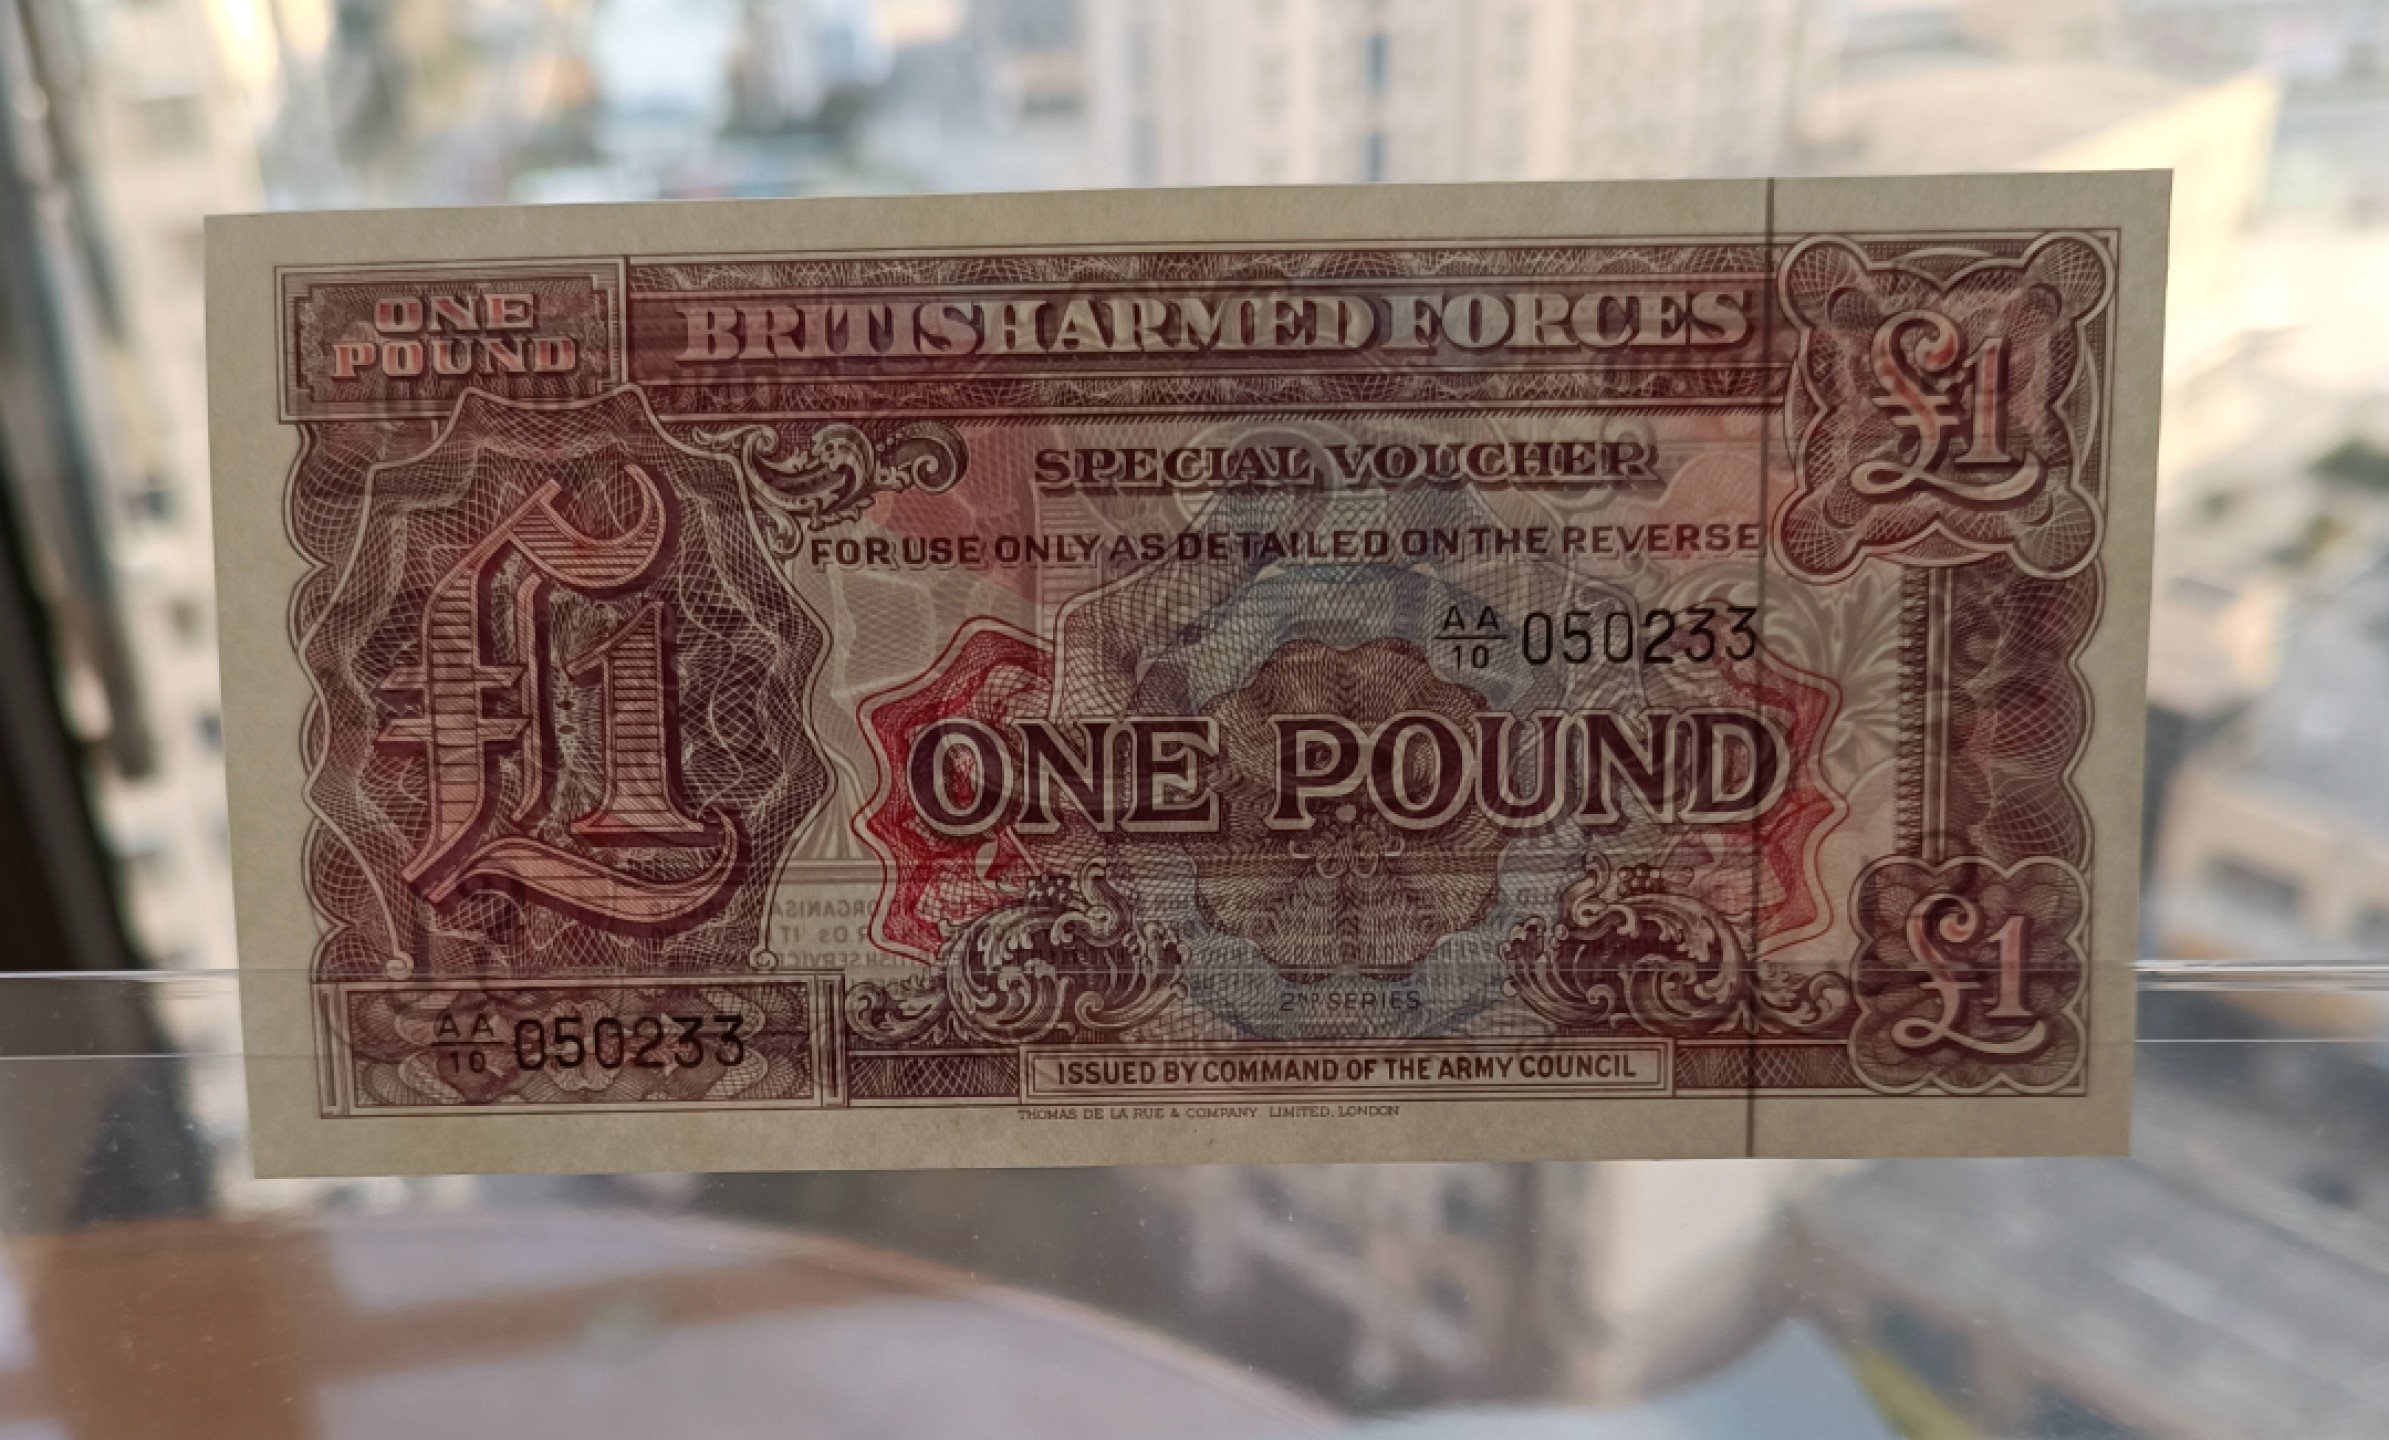 ONE
POUND
BRITISH ARMED FORCES
£1
SPECIAL VOUCHER
FOR USE ONLY AS DETAILED ON THE REVERSE
£1
AA/10 050233
ONE POUND
£1
2ND SERIES
AA/10 050233
ISSUED BY COMMAND OF THE ARMY COUNCIL
THOMAS DE LA RUE & COMPANY, LIMITED, LONDON